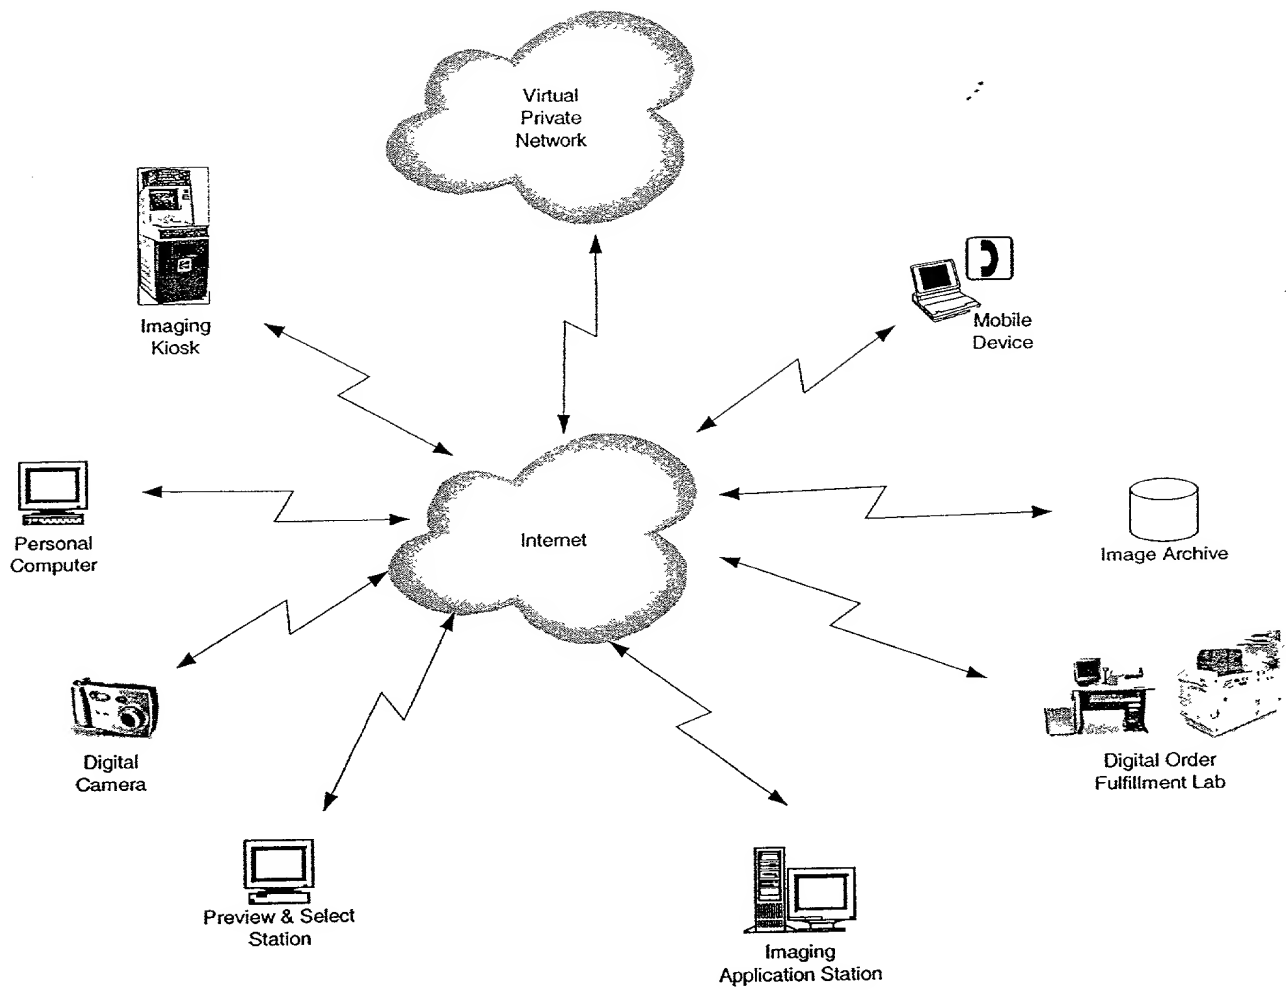 Virtual
Private
Network
Imaging
Kiosk
Mobile
Device
Personal
Computer
Internet
Image Archive
Digital
Camera
Digital Order
Fulfillment Lab
Preview & Select
Station
Imaging
Application Station